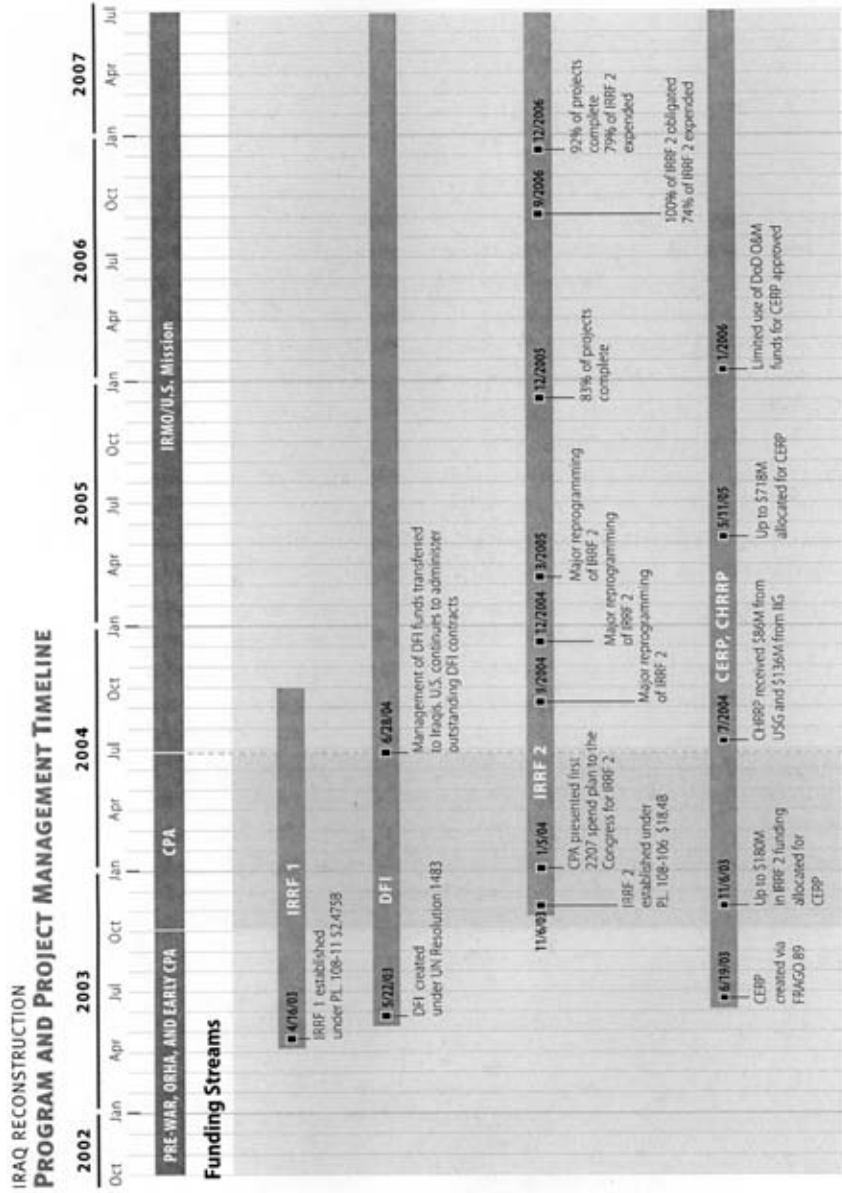 IRAQ RECONSTRUCTION
PROGRAM AND PROJECT MANAGEMENT TIMELINE
2002 2003 2004 2005 2006 2007
Oct Jan Apr Jul Oct Jan Apr Jul Oct Jan Apr Jul Oct Jan Apr Jul Oct Jan Apr Jul
PRE-WAR, ORHA, AND EARLY CPA CPA IRMO/U.S. Mission
Funding Streams
IRRF 1
4/16/03
IRRF 1 established
under P.L. 108-11 $2.475B
DFI
5/22/03
DFI created
under UN Resolution 1483
6/28/04
Management of DFI funds transferred
to Iraqis. U.S. continues to administer
outstanding DFI contracts
IRRF 2
11/6/03
IRRF 2
established under
P.L. 108-106 $18.4B
1/5/04
CPA presented first
2207 spend plan to the
Congress for IRRF 2
9/2004
Major reprogramming
of IRRF 2
12/2004
Major reprogramming
of IRRF 2
3/2005
Major reprogramming
of IRRF 2
12/2005
83% of projects
complete
9/2006
100% of IRRF 2 obligated
74% of IRRF 2 expended
12/2006
92% of projects
complete
79% of IRRF 2
expended
CERP, CHRRP
6/19/03
CERP
created via
FRAGO 89
11/6/03
Up to $180M
in IRRF 2 funding
allocated for
CERP
7/2004
CHRRP received $86M from
USG and $136M from IIG
5/11/05
Up to $718M
allocated for CERP
1/2006
Limited use of DoD O&M
funds for CERP approved